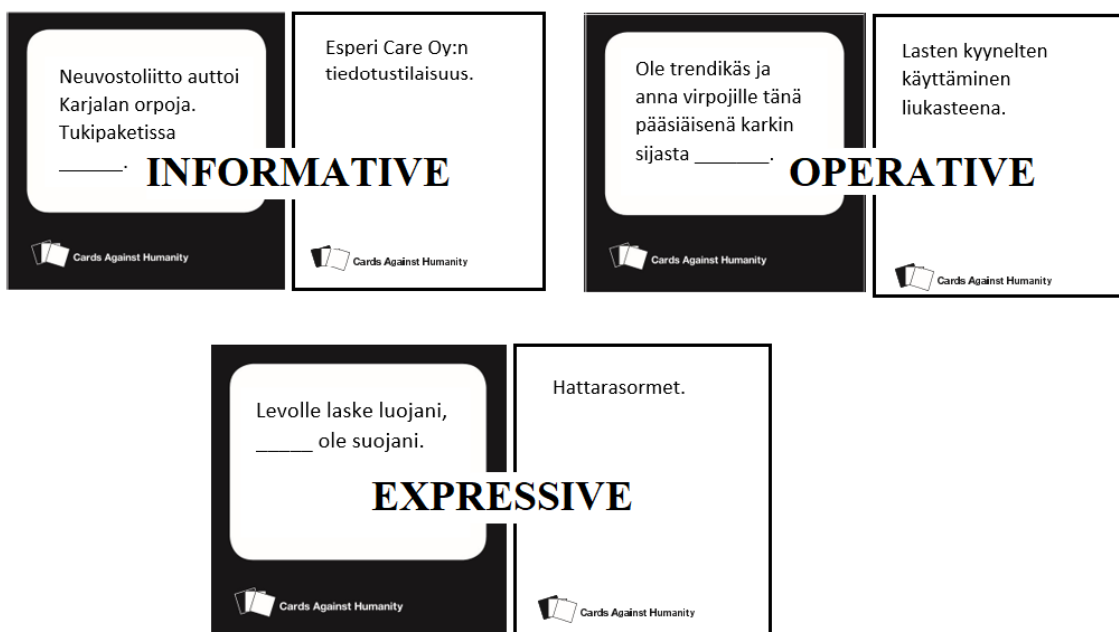 Neuvostoliitto auttoi
Karjalan orpoja.
Tukipaketissa
______.
Cards Against Humanity
Esperi Care Oy:n
tiedotustilaisuus.
Cards Against Humanity
INFORMATIVE
Ole trendikäs ja
anna virpojille tänä
pääsiäisenä karkin
sijasta _______.
Cards Against Humanity
Lasten kyynelten
käyttäminen
liukasteena.
Cards Against Humanity
OPERATIVE
Levolle laske luojani,
_____ ole suojani.
Cards Against Humanity
Hattarasormet.
Cards Against Humanity
EXPRESSIVE